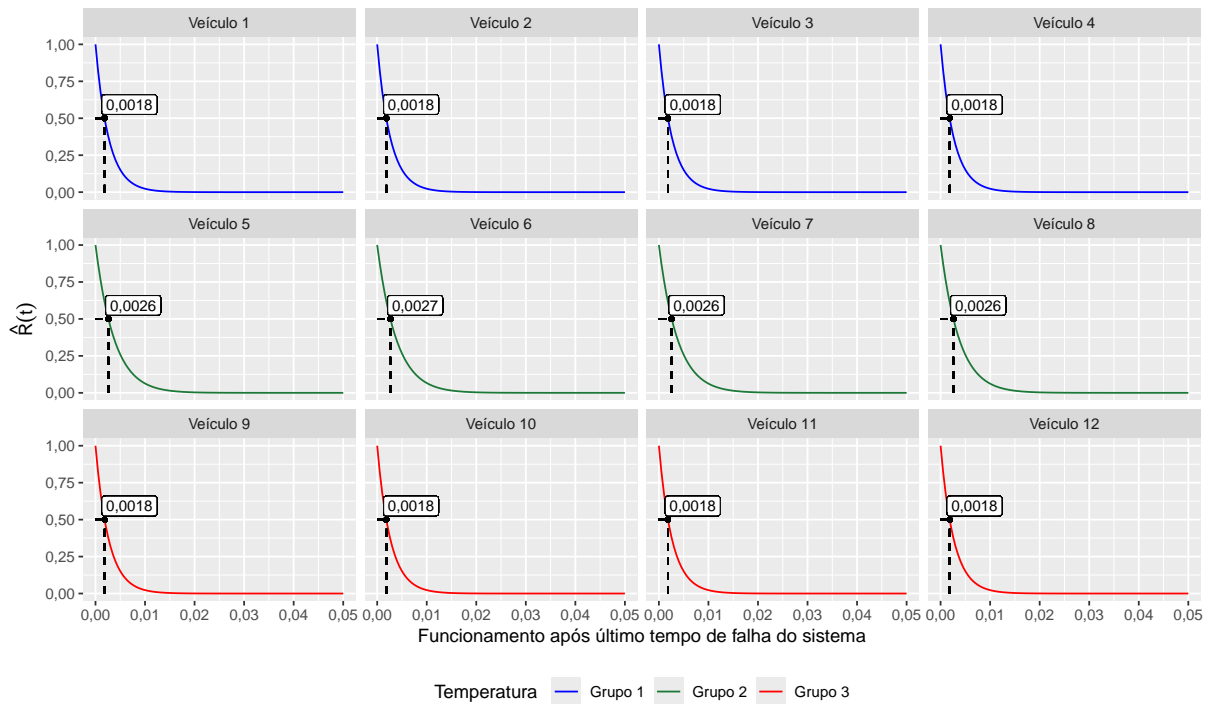 Veículo 1 Veículo 2 Veículo 3 Veículo 4
1,00
0,75
0,0018 0,0018 0,0018 0,0018
0,50
0,25
0,00
Veículo 5 Veículo 6 Veículo 7 Veículo 8
1,00
0,75
0,0026 0,0027 0,0026 0,0026
0,50
0,25
0,00
R̂(t)
Veículo 9 Veículo 10 Veículo 11 Veículo 12
1,00
0,75
0,0018 0,0018 0,0018 0,0018
0,50
0,25
0,00
0,00 0,01 0,02 0,03 0,04 0,05 0,00 0,01 0,02 0,03 0,04 0,05 0,00 0,01 0,02 0,03 0,04 0,05 0,00 0,01 0,02 0,03 0,04 0,05
Funcionamento após último tempo de falha do sistema
Temperatura Grupo 1 Grupo 2 Grupo 3